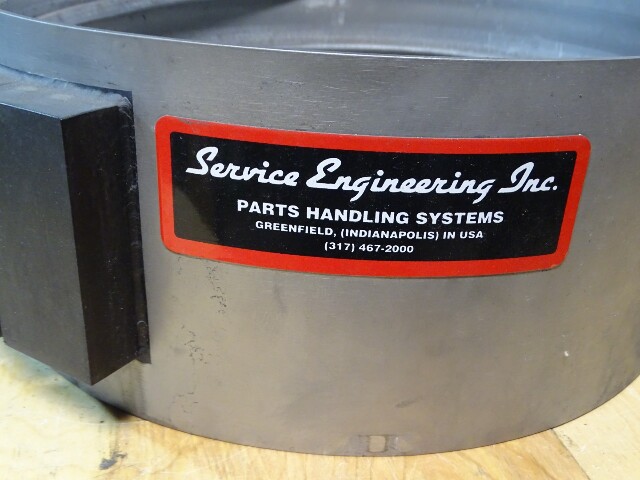 Service Engineering Inc.
PARTS HANDLING SYSTEMS
GREENFIELD, (INDIANAPOLIS) IN USA
(317) 467-2000